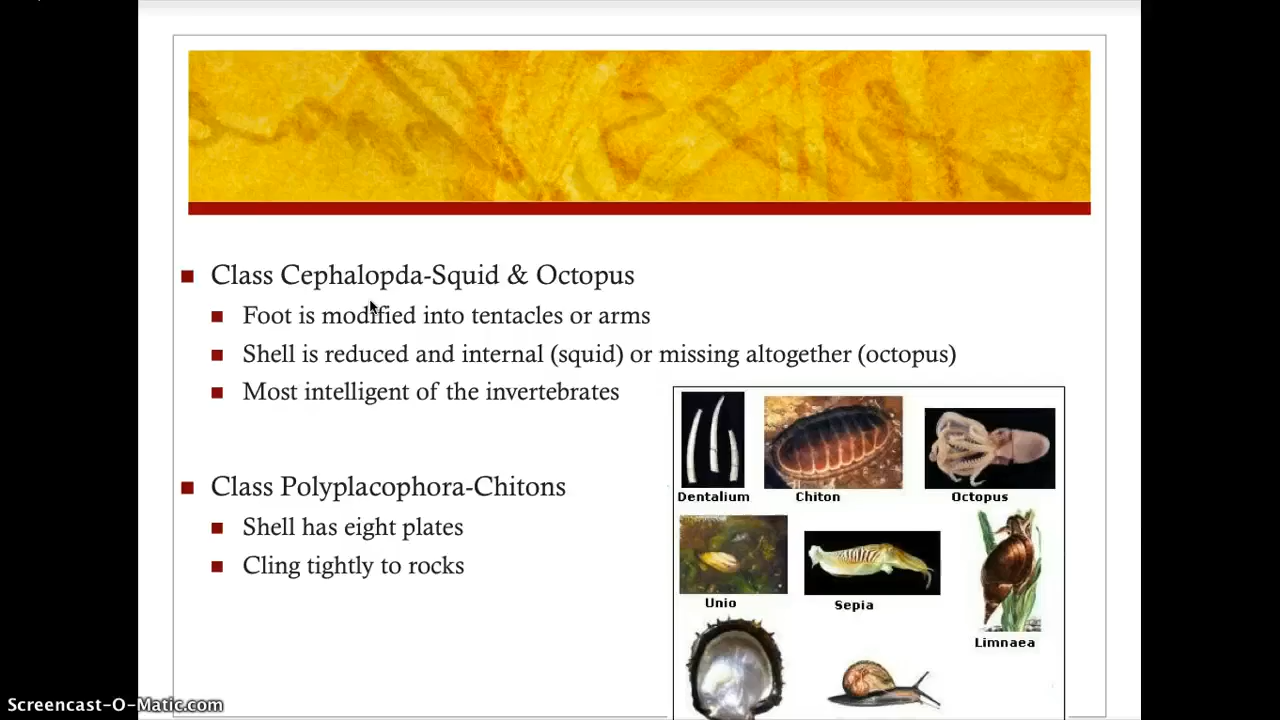 Class Cephalopda-Squid & Octopus
Foot is modified into tentacles or arms
Shell is reduced and internal (squid) or missing altogether (octopus)
Most intelligent of the invertebrates
Class Polyplacophora-Chitons
Shell has eight plates
Cling tightly to rocks
Dentalium
Chiton
Octopus
Unio
Sepia
Limnaea
Screencast-O-Matic.com